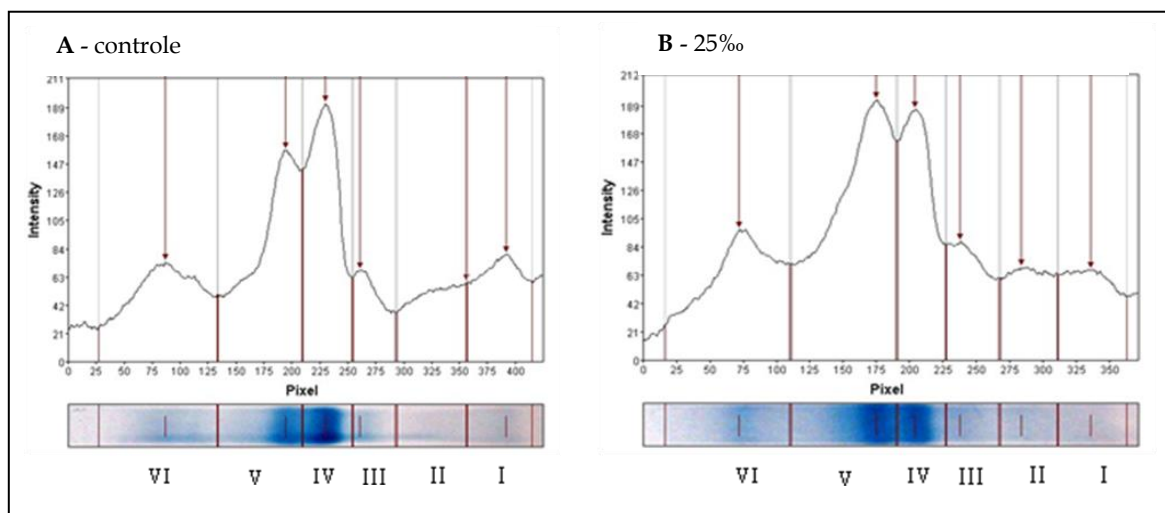 A - controle
211
189
168
147
126
105
84
63
42
21
0
Intensity
0 25 50 75 100 125 150 175 200 225 250 275 300 325 350 375 400
Pixel
VI V IV III II I
B - 25‰
212
189
168
147
126
105
84
63
42
21
0
Intensity
0 25 50 75 100 125 150 175 200 225 250 275 300 325 350
Pixel
VI V IV III II I